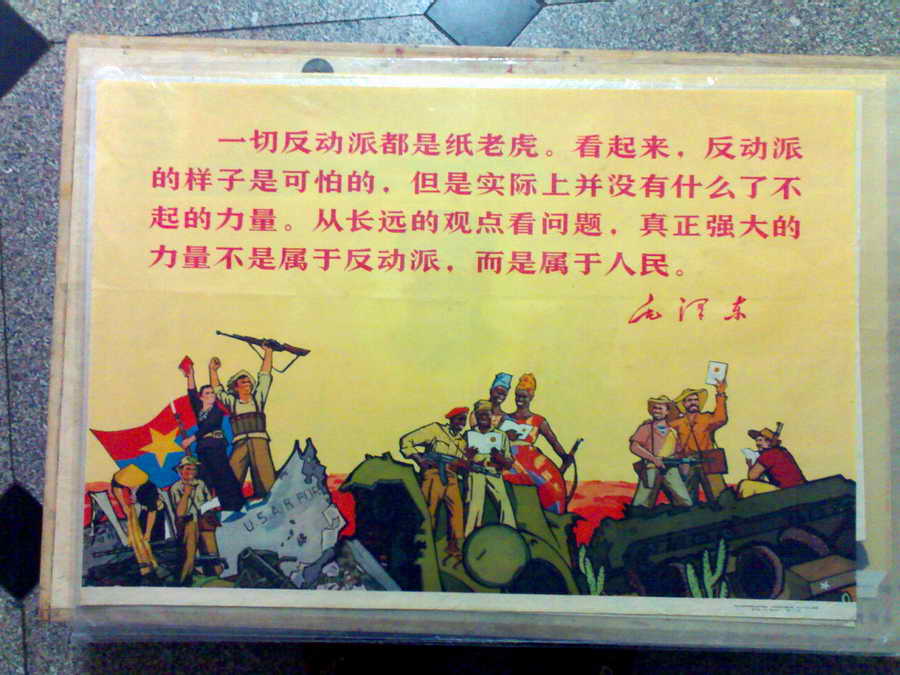 一切反动派都是纸老虎。看起来，反动派
的样子是可怕的，但是实际上并没有什么了不
起的力量。从长远的观点看问题，真正强大的
力量不是属于反动派，而是属于人民。
毛泽东
U.S.AIR FORC